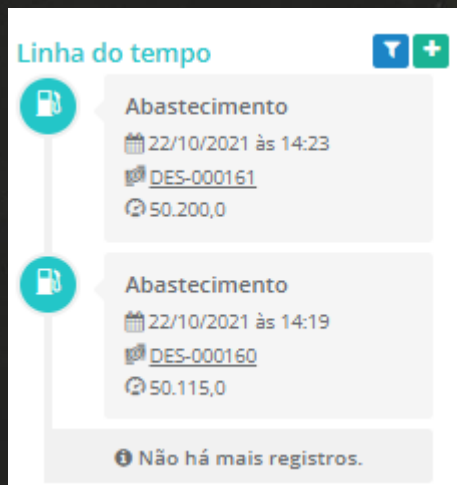 Linha do tempo
Abastecimento
22/10/2021 às 14:23
DES-000161
50.200,0
Abastecimento
22/10/2021 às 14:19
DES-000160
50.115,0
Não há mais registros.